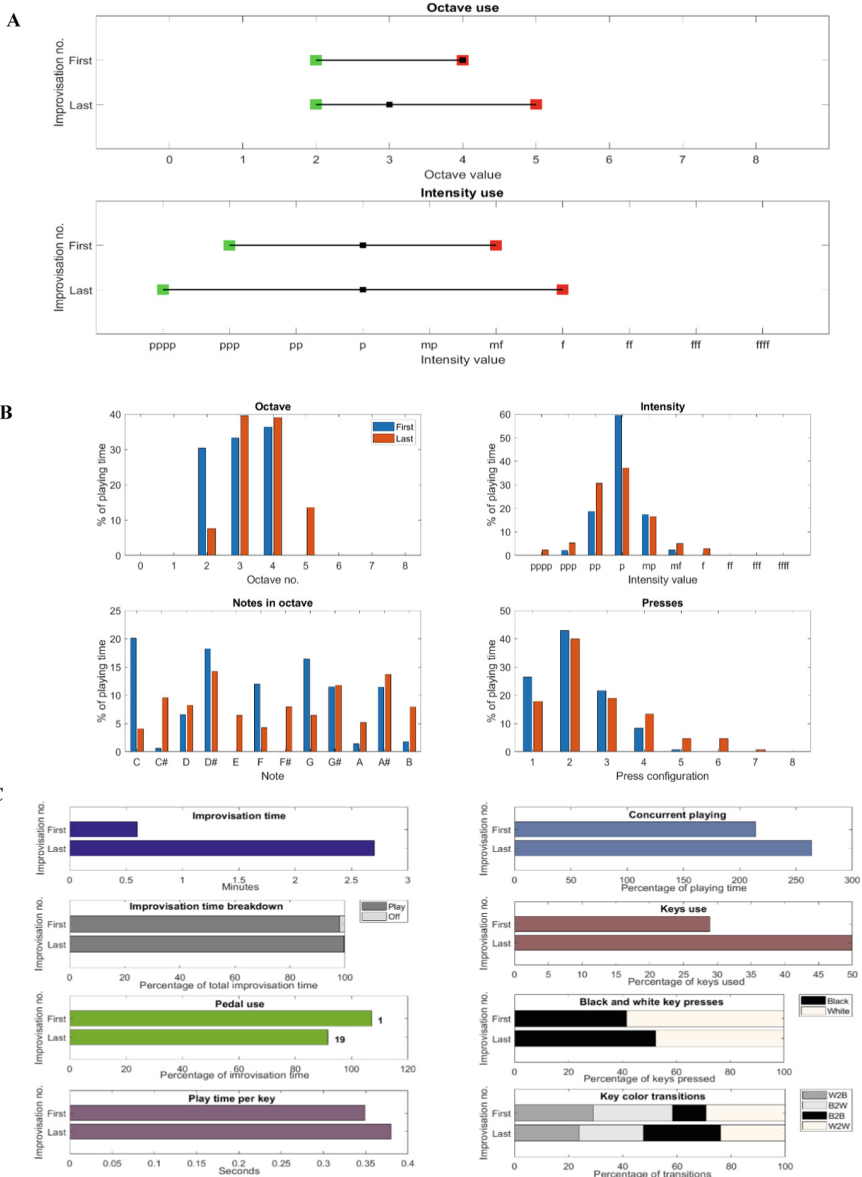 A
Octave use
Improvisation no.
First
Last
0 1 2 3 4 5 6 7 8
Octave value
Intensity use
Improvisation no.
First
Last
pppp ppp pp p mp mf f ff fff ffff
Intensity value
B
Octave
% of playing time
40
30
20
10
0
First
Last
0 1 2 3 4 5 6 7 8
Octave no.
Intensity
% of playing time
60
50
40
30
20
10
0
pppp ppp pp p mp mf f ff fff ffff
Intensity value
Notes in octave
% of playing time
25
20
15
10
5
0
C C# D D# E F F# G G# A A# B
Note
Presses
% of playing time
50
40
30
20
10
0
1 2 3 4 5 6 7 8
Press configuration
Improvisation time
Improvisation no.
First
Last
0 0.5 1 1.5 2 2.5 3
Minutes
Concurrent playing
Improvisation no.
First
Last
0 50 100 150 200 250 300
Percentage of playing time
Improvisation time breakdown
Play
Off
Improvisation no.
First
Last
0 20 40 60 80 100
Percentage of total improvisation time
Keys use
Improvisation no.
First
Last
0 5 10 15 20 25 30 35 40 45 50
Percentage of keys used
Pedal use
Improvisation no.
First 1
Last 19
0 20 40 60 80 100 120
Percentage of imrovisation time
Black and white key presses
Black
White
Improvisation no.
First
Last
0 20 40 60 80 100
Percentage of keys pressed
Play time per key
Improvisation no.
First
Last
0 0.05 0.1 0.15 0.2 0.25 0.3 0.35 0.4
Seconds
Key color transitions
W2B
B2W
B2B
W2W
Improvisation no.
First
Last
0 20 40 60 80 100
Percentage of transitions